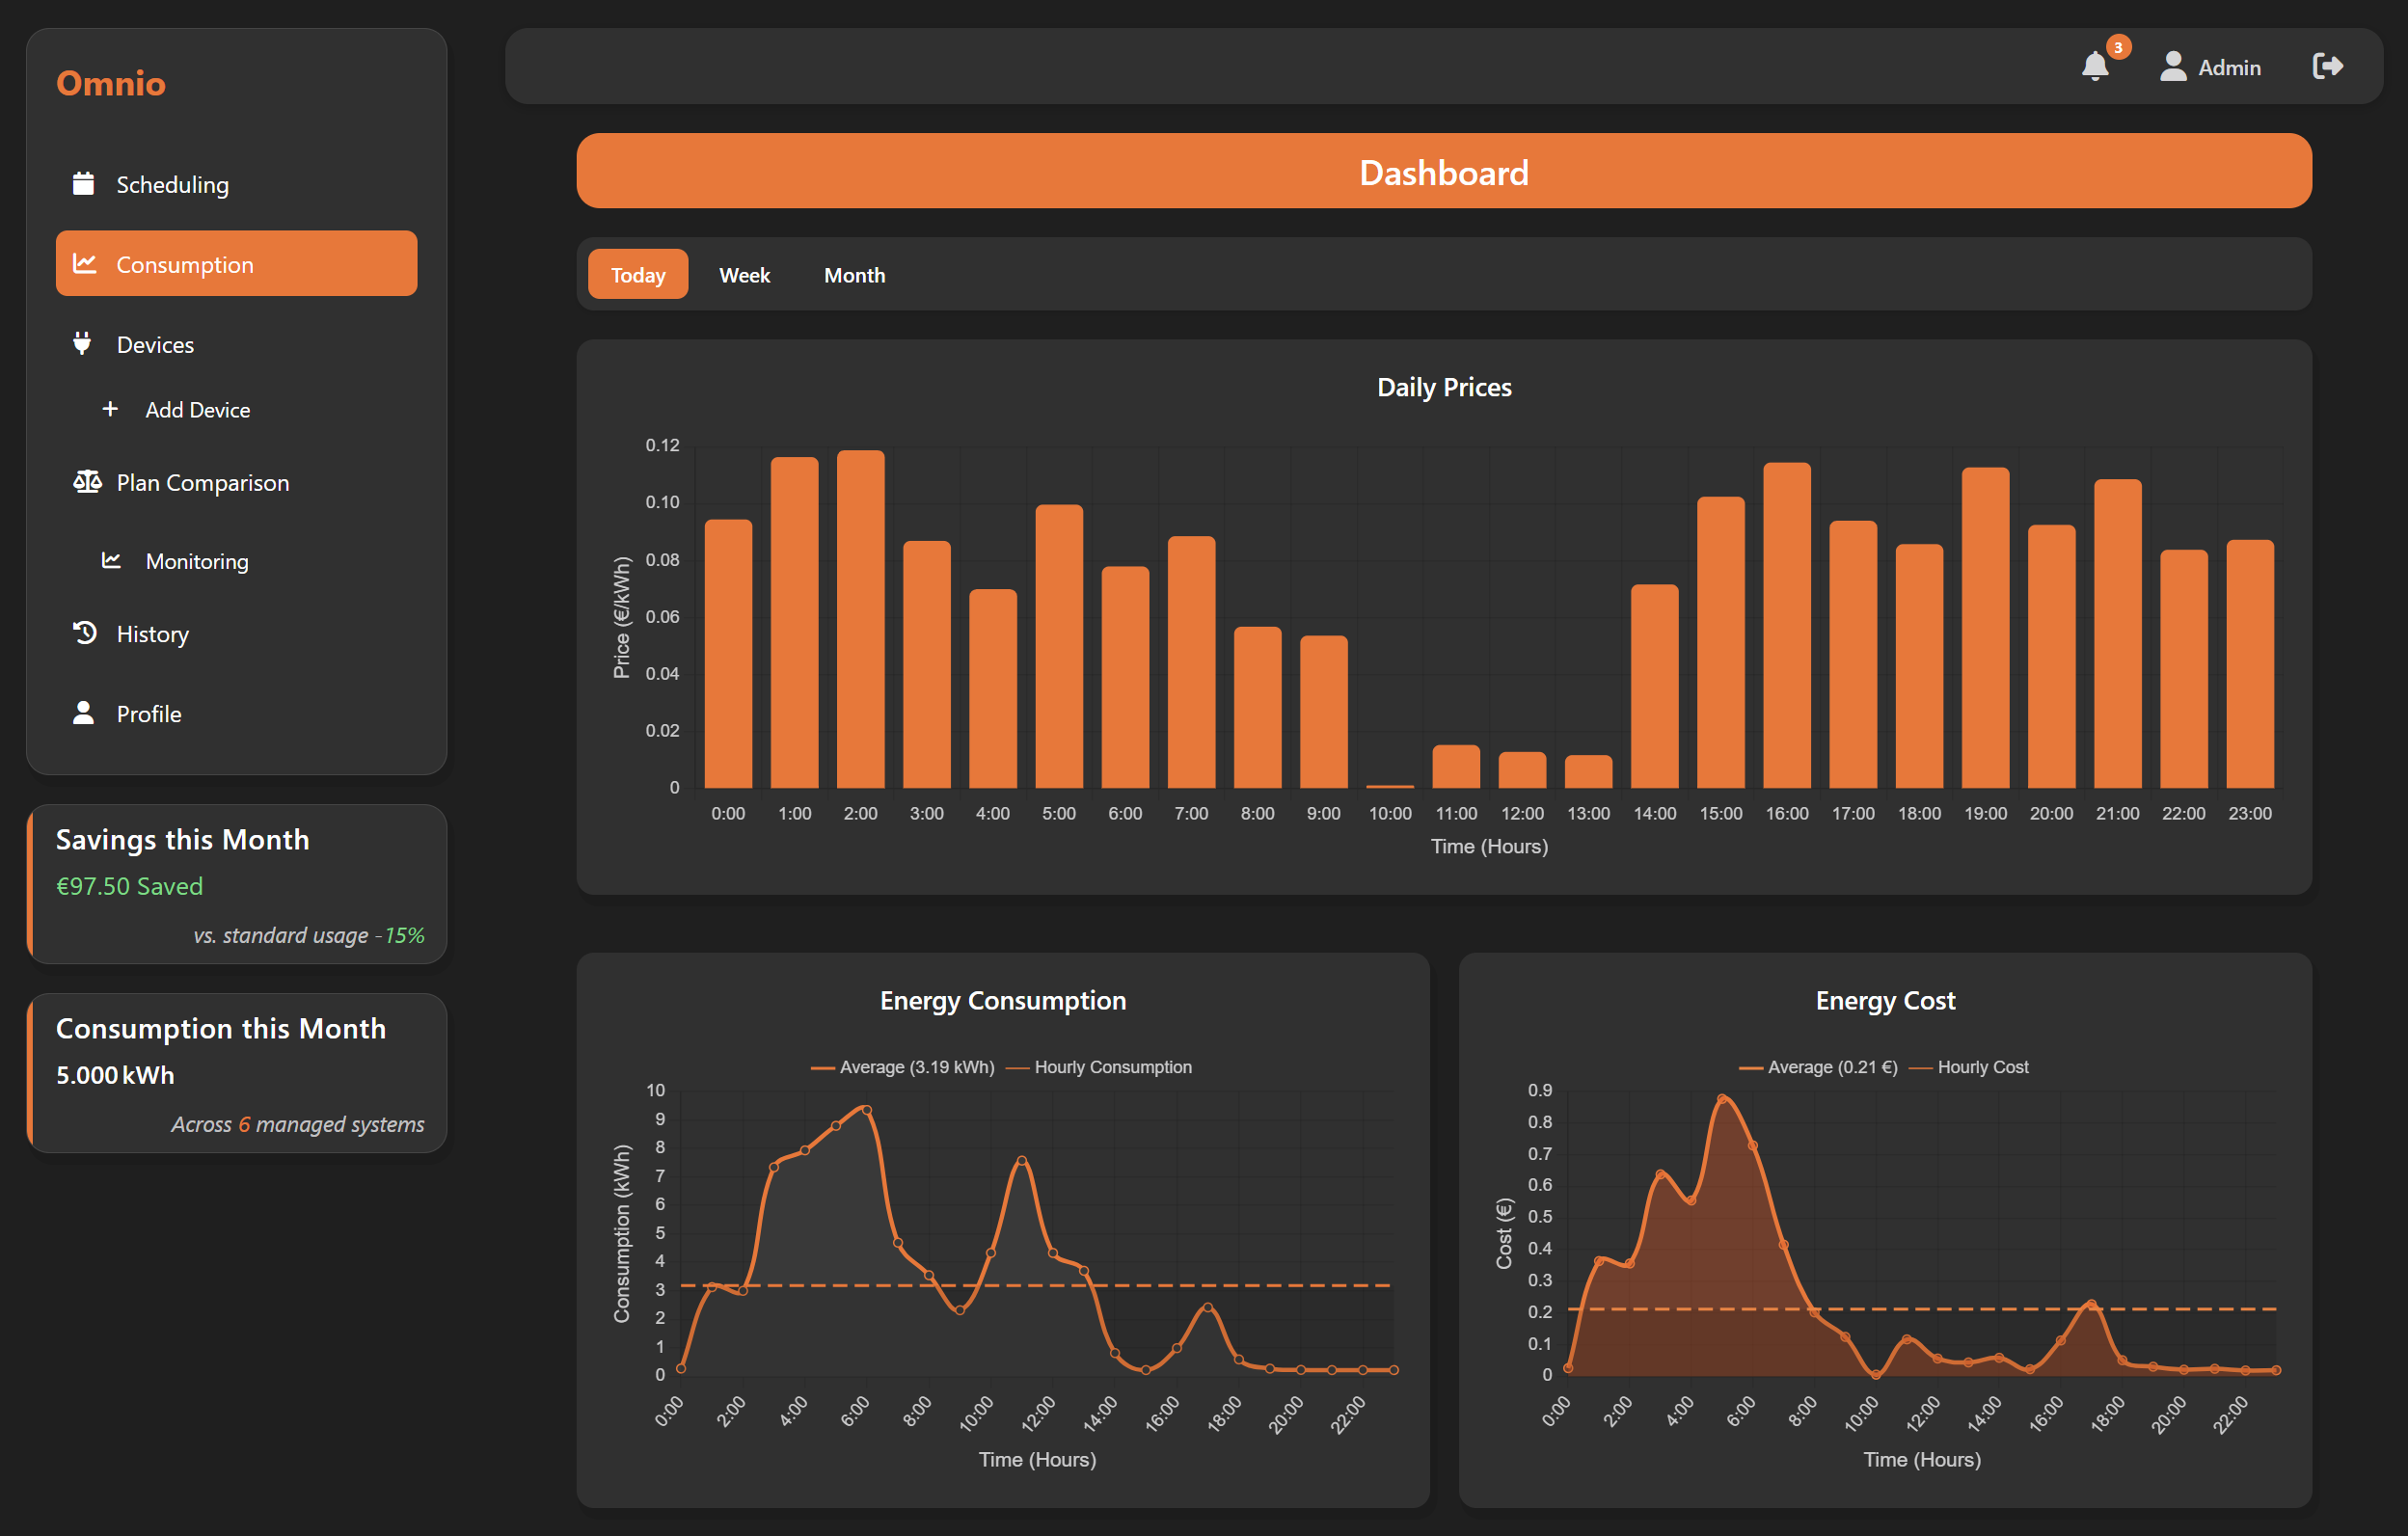 Omnio
Scheduling
Consumption
Devices
Add Device
Plan Comparison
Monitoring
History
Profile
Savings this Month
€97.50 Saved
vs. standard usage -15%
Consumption this Month
5.000 kWh
Across 6 managed systems
3
Admin
Dashboard
Today Week Month
Daily Prices
Price (€/kWh)
0.12
0.10
0.08
0.06
0.04
0.02
0
0:00 1:00 2:00 3:00 4:00 5:00 6:00 7:00 8:00 9:00 10:00 11:00 12:00 13:00 14:00 15:00 16:00 17:00 18:00 19:00 20:00 21:00 22:00 23:00
Time (Hours)
Energy Consumption
Average (3.19 kWh) Hourly Consumption
Consumption (kWh)
10
9
8
7
6
5
4
3
2
1
0
0:00 2:00 4:00 6:00 8:00 10:00 12:00 14:00 16:00 18:00 20:00 22:00
Time (Hours)
Energy Cost
Average (0.21 €) Hourly Cost
Cost (€)
0.9
0.8
0.7
0.6
0.5
0.4
0.3
0.2
0.1
0
0:00 2:00 4:00 6:00 8:00 10:00 12:00 14:00 16:00 18:00 20:00 22:00
Time (Hours)